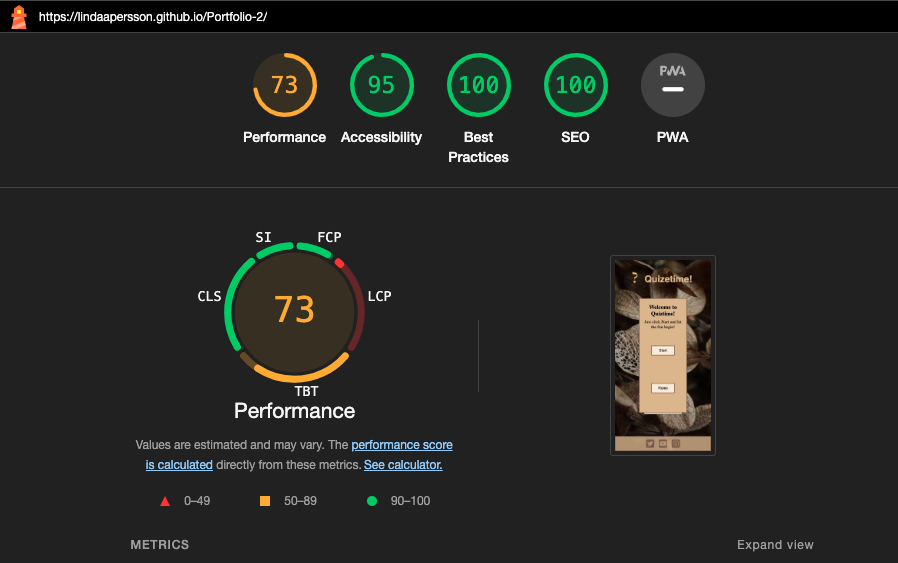 https://lindaapersson.github.io/Portfolio-2/
73 95 100 100 PWA
Performance Accessibility Best Practices SEO PWA
SI FCP
CLS LCP
73
TBT
Performance
Values are estimated and may vary. The performance score
is calculated directly from these metrics. See calculator.
0–49 50–89 90–100
METRICS Expand view
? Quizetime!
Welcome to
Quiztime!
Just click Start and let
the fun begin!
Start